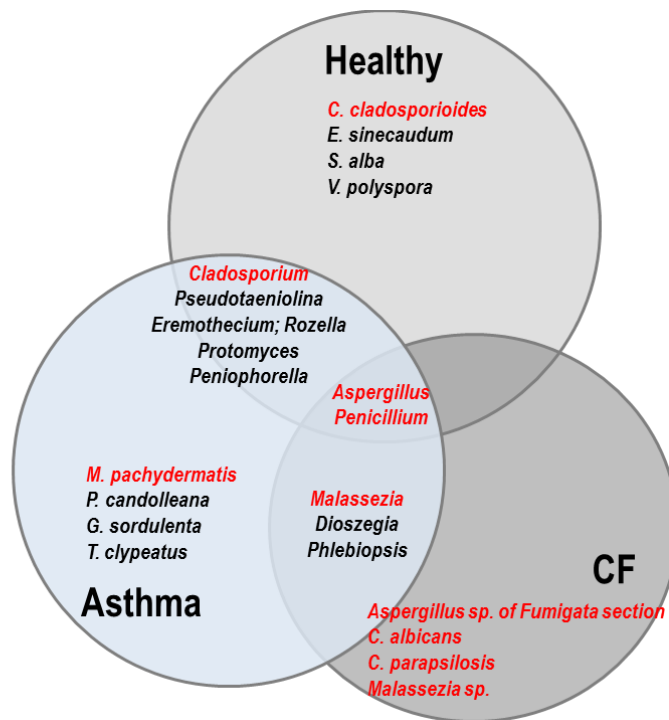 Healthy
C. cladosporioides
E. sinecaudum
S. alba
V. polyspora
Cladosporium
Pseudotaeniolina
Eremothecium; Rozella
Protomyces
Peniophorella
Aspergillus
Penicillium
M. pachydermatis
P. candolleana
G. sordulenta
T. clypeatus
Asthma
Malassezia
Dioszegia
Phlebiopsis
CF
Aspergillus sp. of Fumigata section
C. albicans
C. parapsilosis
Malassezia sp.